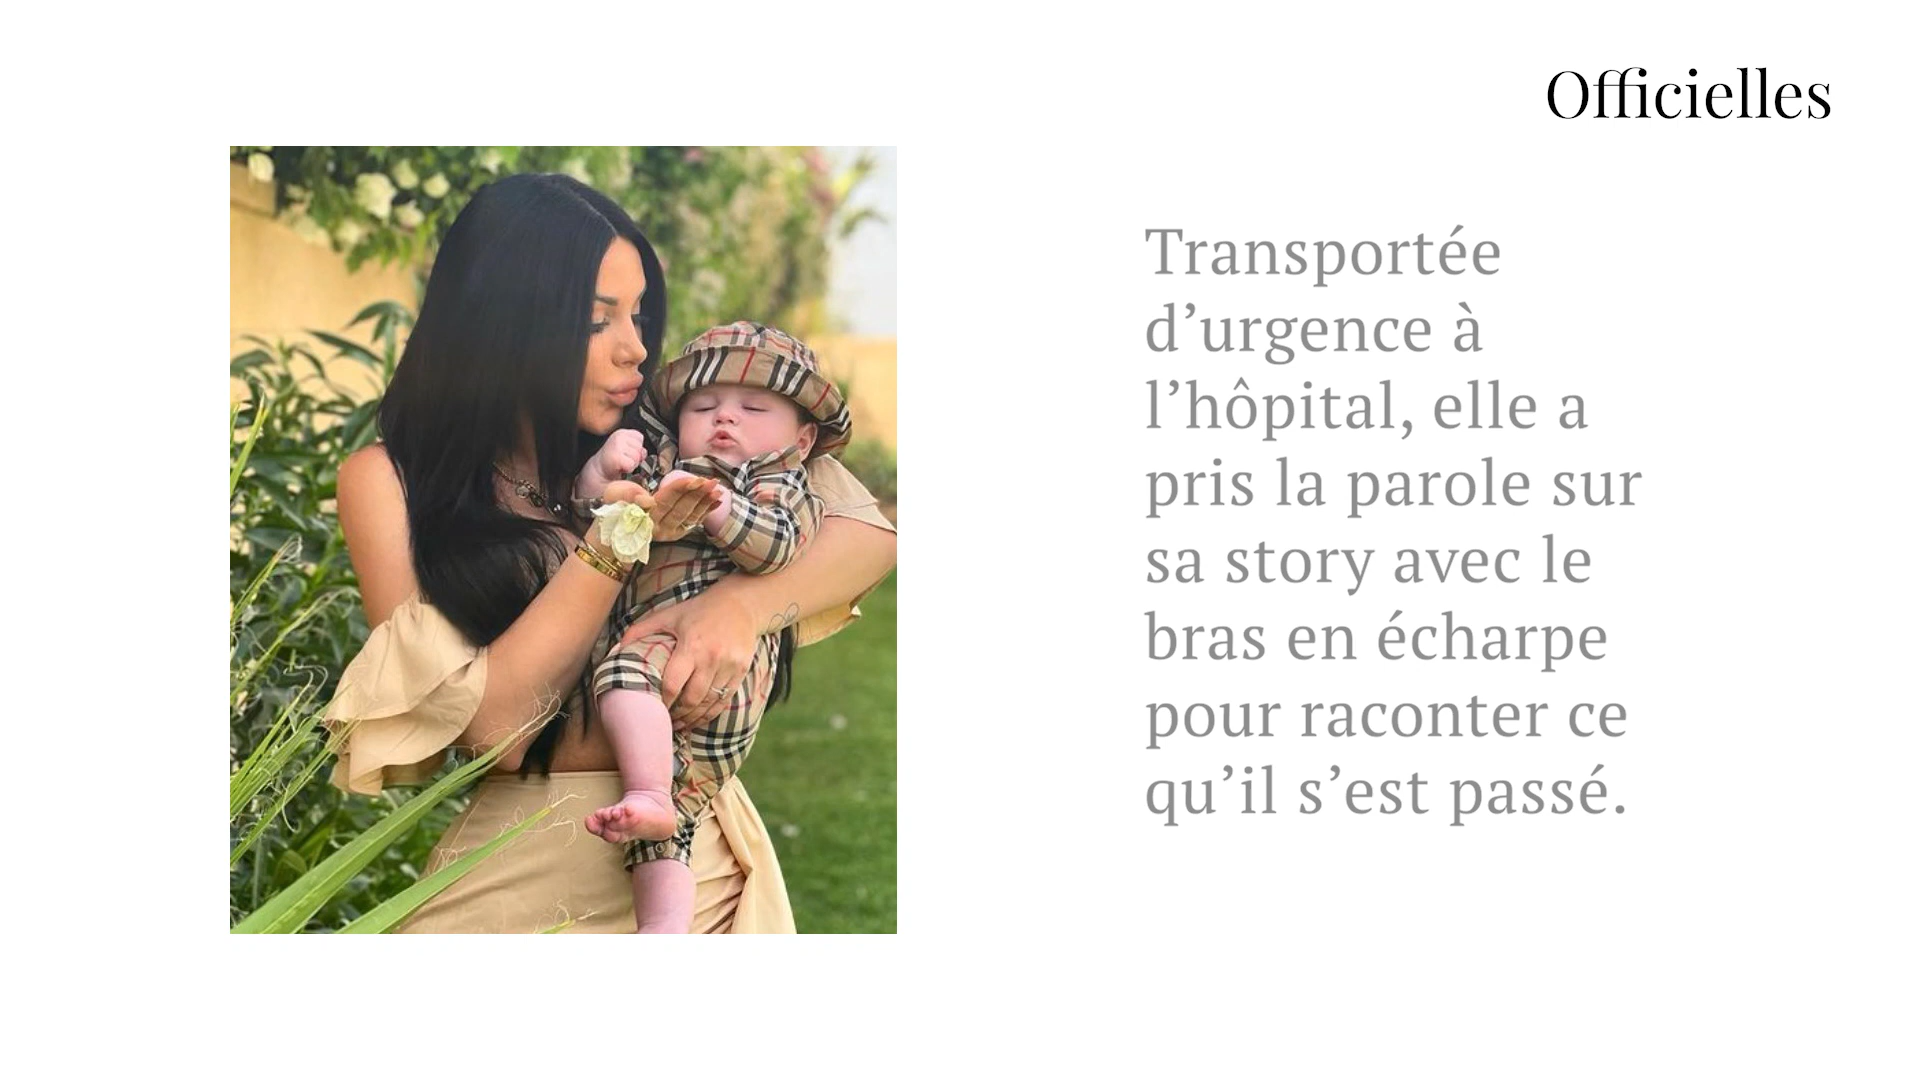 Officielles
Transportée
d’urgence à
l’hôpital, elle a
pris la parole sur
sa story avec le
bras en écharpe
pour raconter ce
qu’il s’est passé.